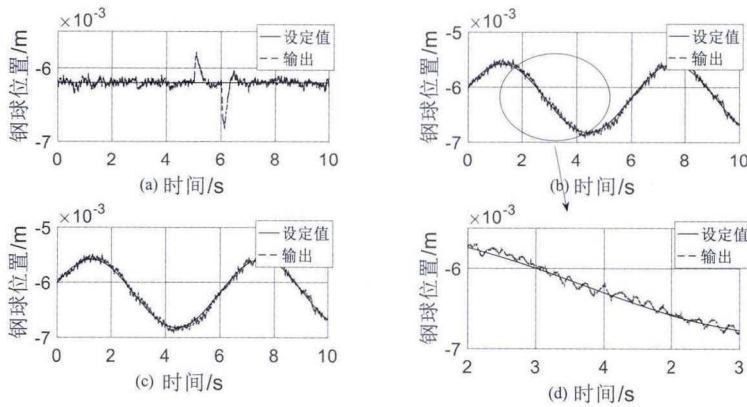 ×10⁻³
-6
-7
钢球位置/m
设定值
输出
0 2 4 6 8 10
(a) 时间/s
×10⁻³
-5
-6
-7
钢球位置/m
设定值
输出
0 2 4 6 8 10
(b) 时间/s
×10⁻³
-5
-6
-7
钢球位置/m
设定值
输出
0 2 4 6 8 10
(c) 时间/s
×10⁻³
-6
-7
钢球位置/m
设定值
输出
2 3 4 2 3
(d) 时间/s